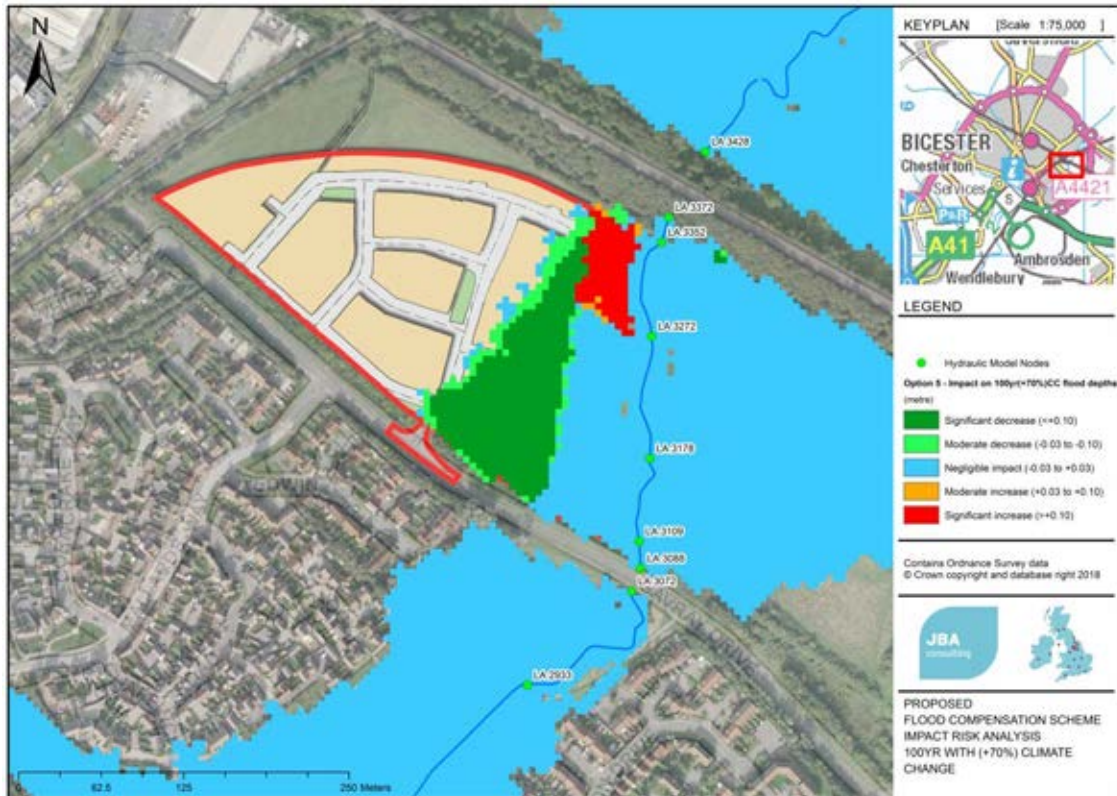 N
LA 3428
LA 3372
LA 3352
LA 3272
LA 3178
LA 3109
LA 3088
LA 3072
LA 2933
0 62.5 125 250 Meters
KEYPLAN [Scale 1:75,000 ]
BICESTER
Chesterton
Services
A4421
P&R
A41
Ambrosden
Wendlebury
LEGEND
Hydraulic Model Nodes
Option 5 - Impact on 100yr(+70%)CC flood depths
(metre)
Significant decrease (<+0.10)
Moderate decrease (-0.03 to -0.10)
Negligible impact (-0.03 to +0.03)
Moderate increase (+0.03 to +0.10)
Significant increase (>+0.10)
Contains Ordnance Survey data
© Crown copyright and database right 2018
JBA
consulting
PROPOSED
FLOOD COMPENSATION SCHEME
IMPACT RISK ANALYSIS
100YR WITH (+70%) CLIMATE
CHANGE